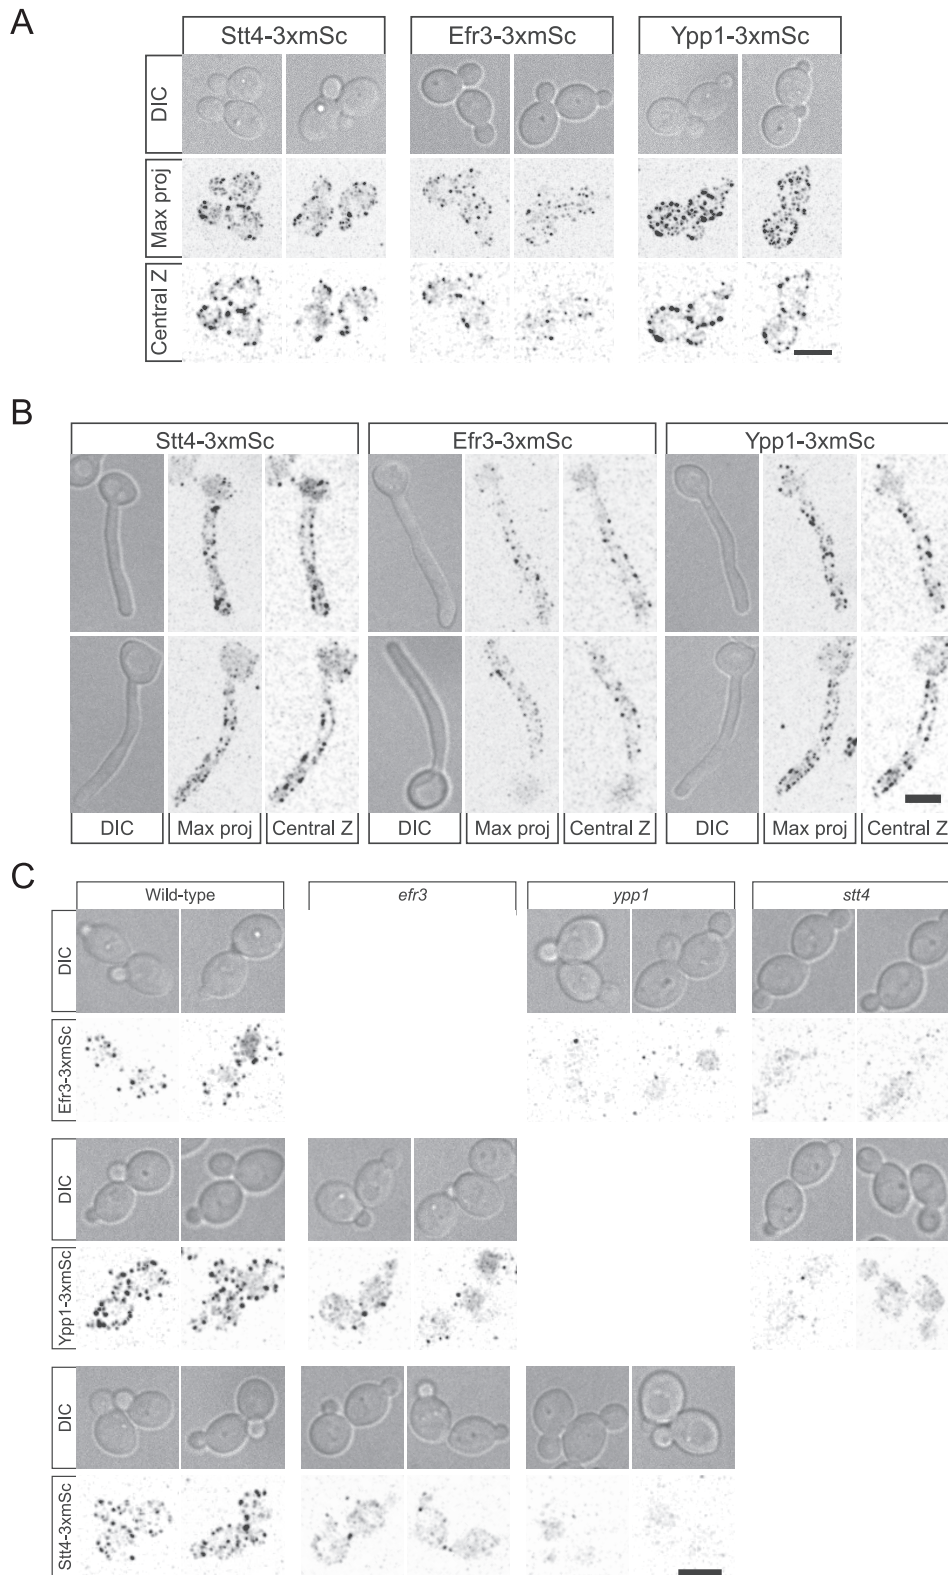 A
Stt4-3xmSc Efr3-3xmSc Ypp1-3xmSc
DIC
Max proj
Central Z
B
Stt4-3xmSc Efr3-3xmSc Ypp1-3xmSc
DIC Max proj Central Z DIC Max proj Central Z DIC Max proj Central Z
C
Wild-type efr3 ypp1 stt4
DIC
Efr3-3xmSc
DIC
Ypp1-3xmSc
DIC
Stt4-3xmSc